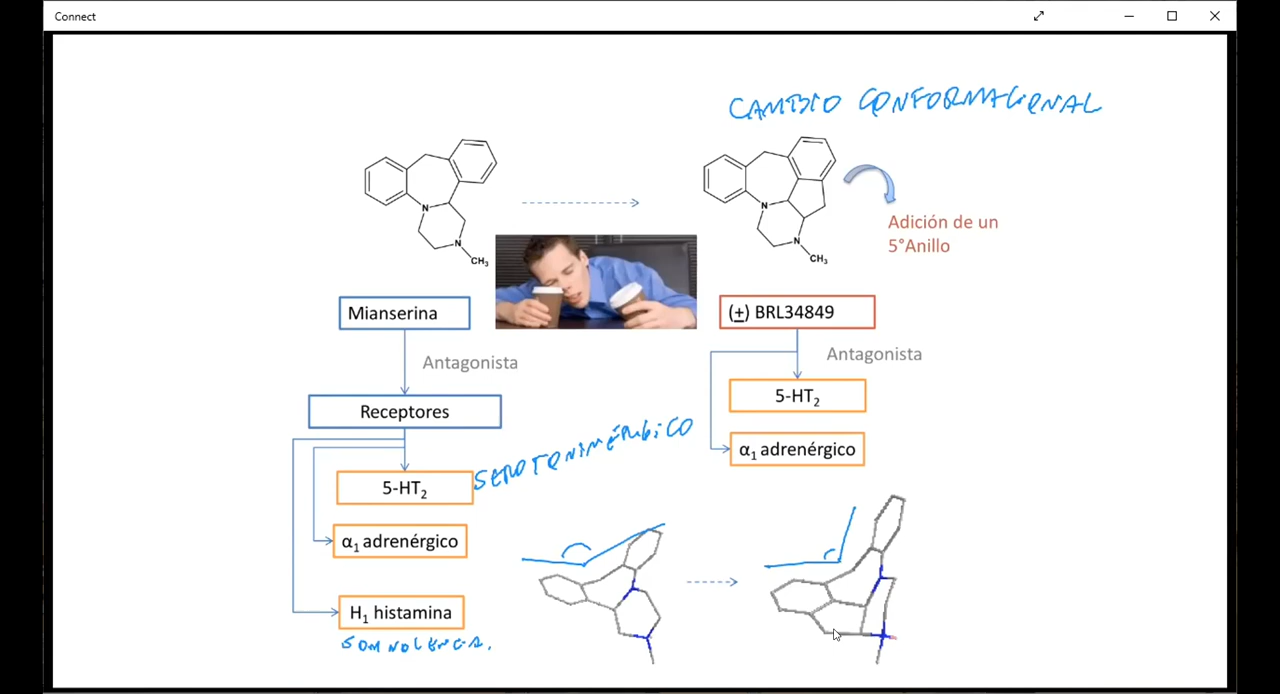 Connect
CAMBIO CONFORMACIONAL
N
N
CH3
N
N
CH3
Adición de un
5°Anillo
Mianserina
(±) BRL34849
Antagonista
Antagonista
Receptores
5-HT2
α1 adrenérgico
SEROTONINÉRGICO
5-HT2
α1 adrenérgico
H1 histamina
SOMNOLENCIA.